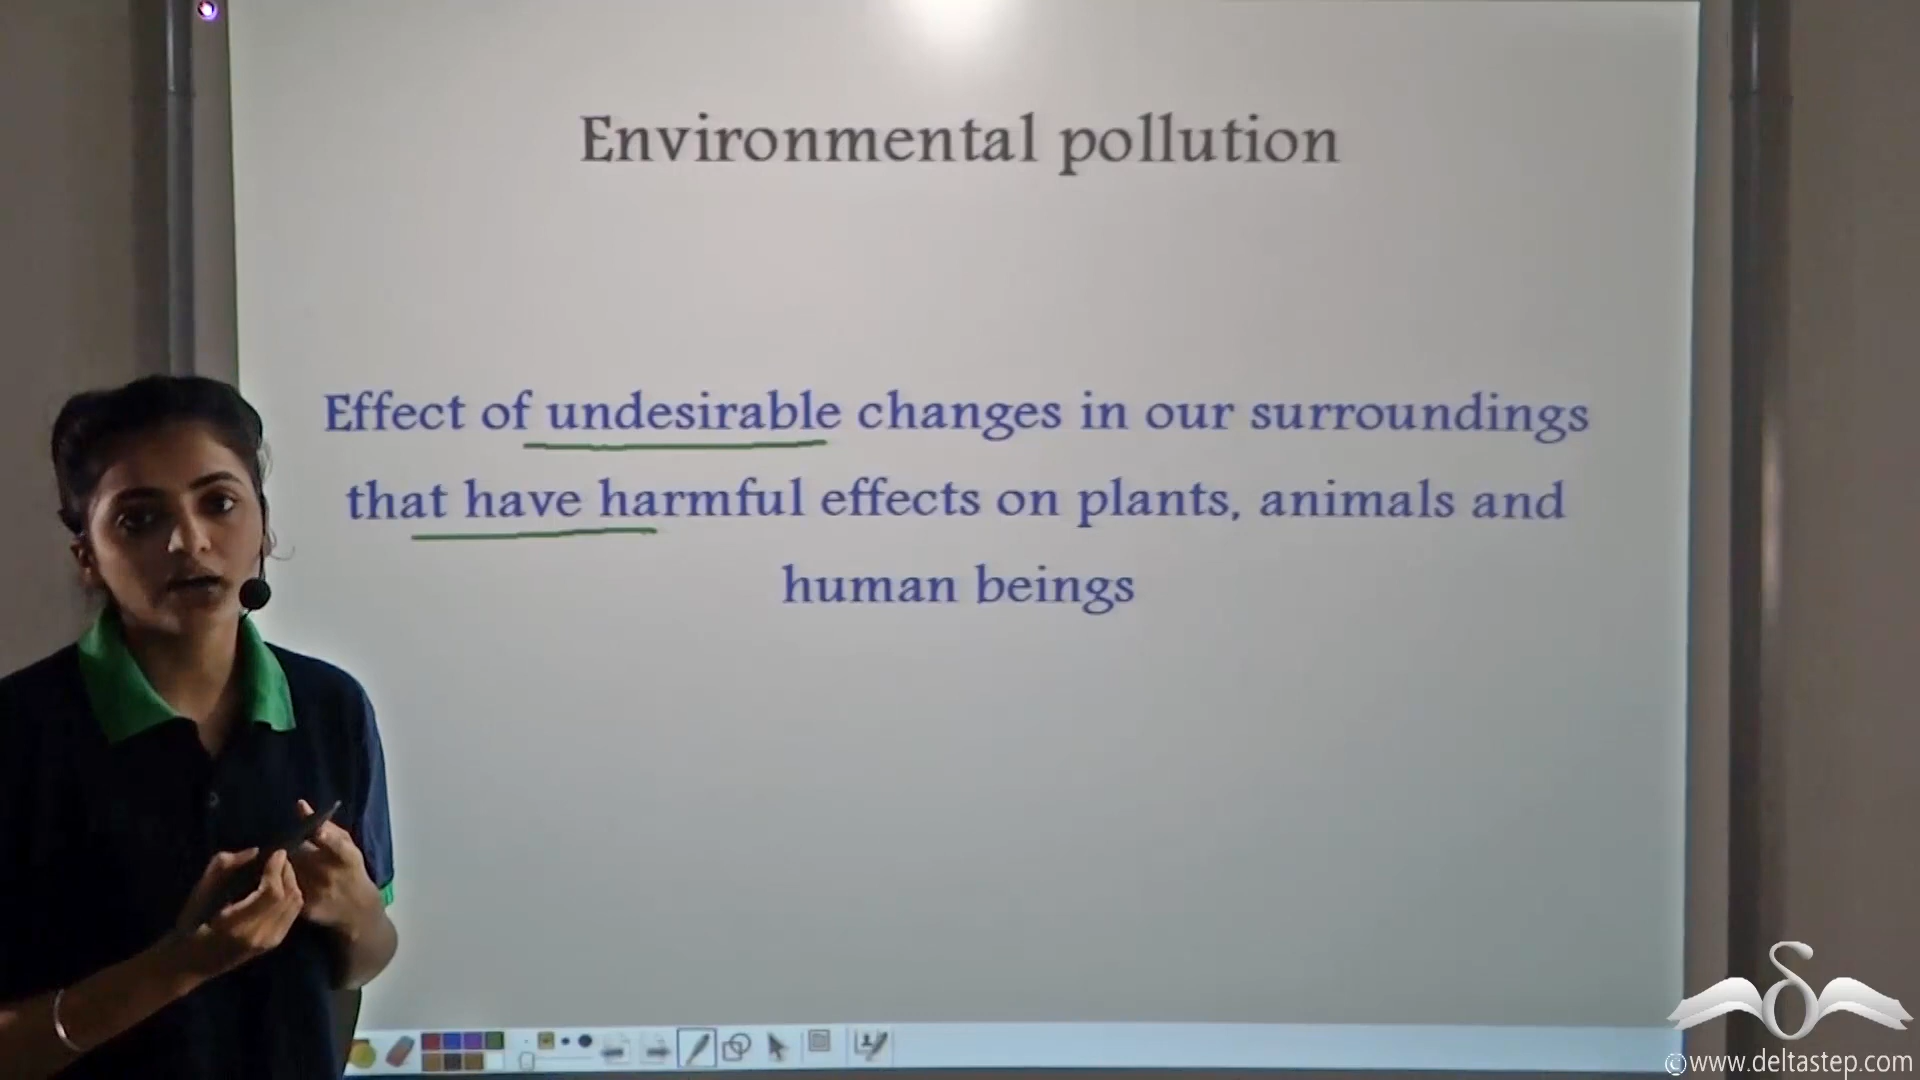 Environmental pollution
Effect of undesirable changes in our surroundings
that have harmful effects on plants, animals and
human beings
©www.deltastep.com